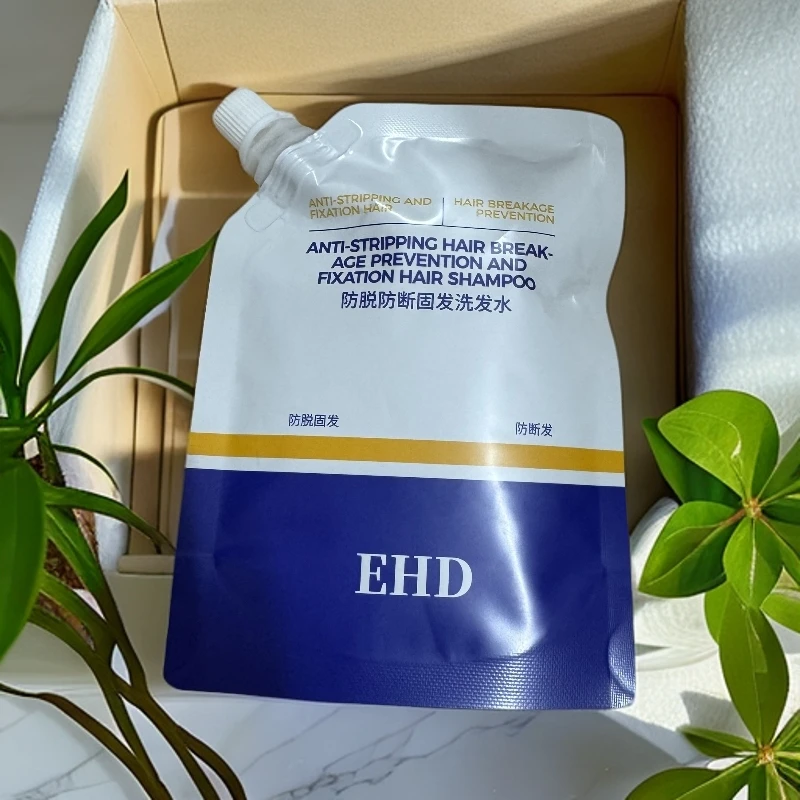 ANTI-STRIPPING AND
FIXATION HAIR
HAIR BREAKAGE
PREVENTION
ANTI-STRIPPING HAIR BREAK-
AGE PREVENTION AND
FIXATION HAIR SHAMPOo
防脱防断固发洗发水
防脱固发
防断发
EHD